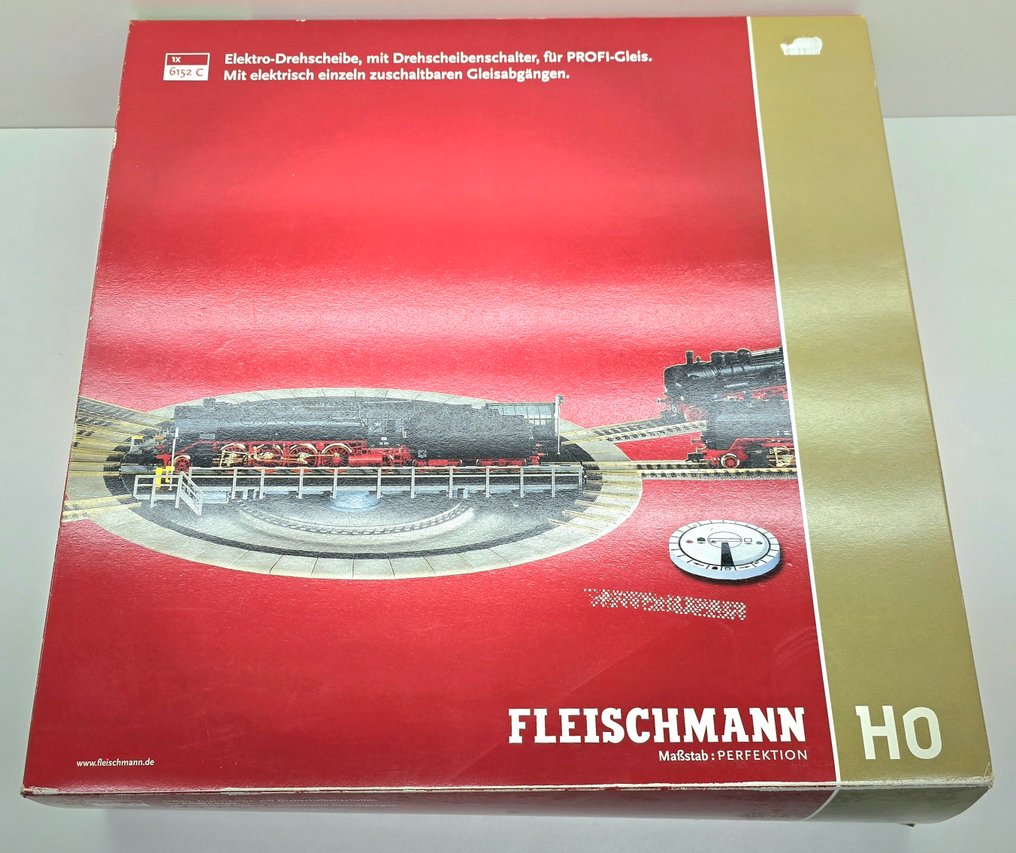 1x
6152 C
Elektro-Drehscheibe, mit Drehscheibenschalter, für PROFI-Gleis.
Mit elektrisch einzeln zuschaltbaren Gleisabgängen.
FLEISCHMANN
Maßstab : PERFEKTION
www.fleischmann.de
H0